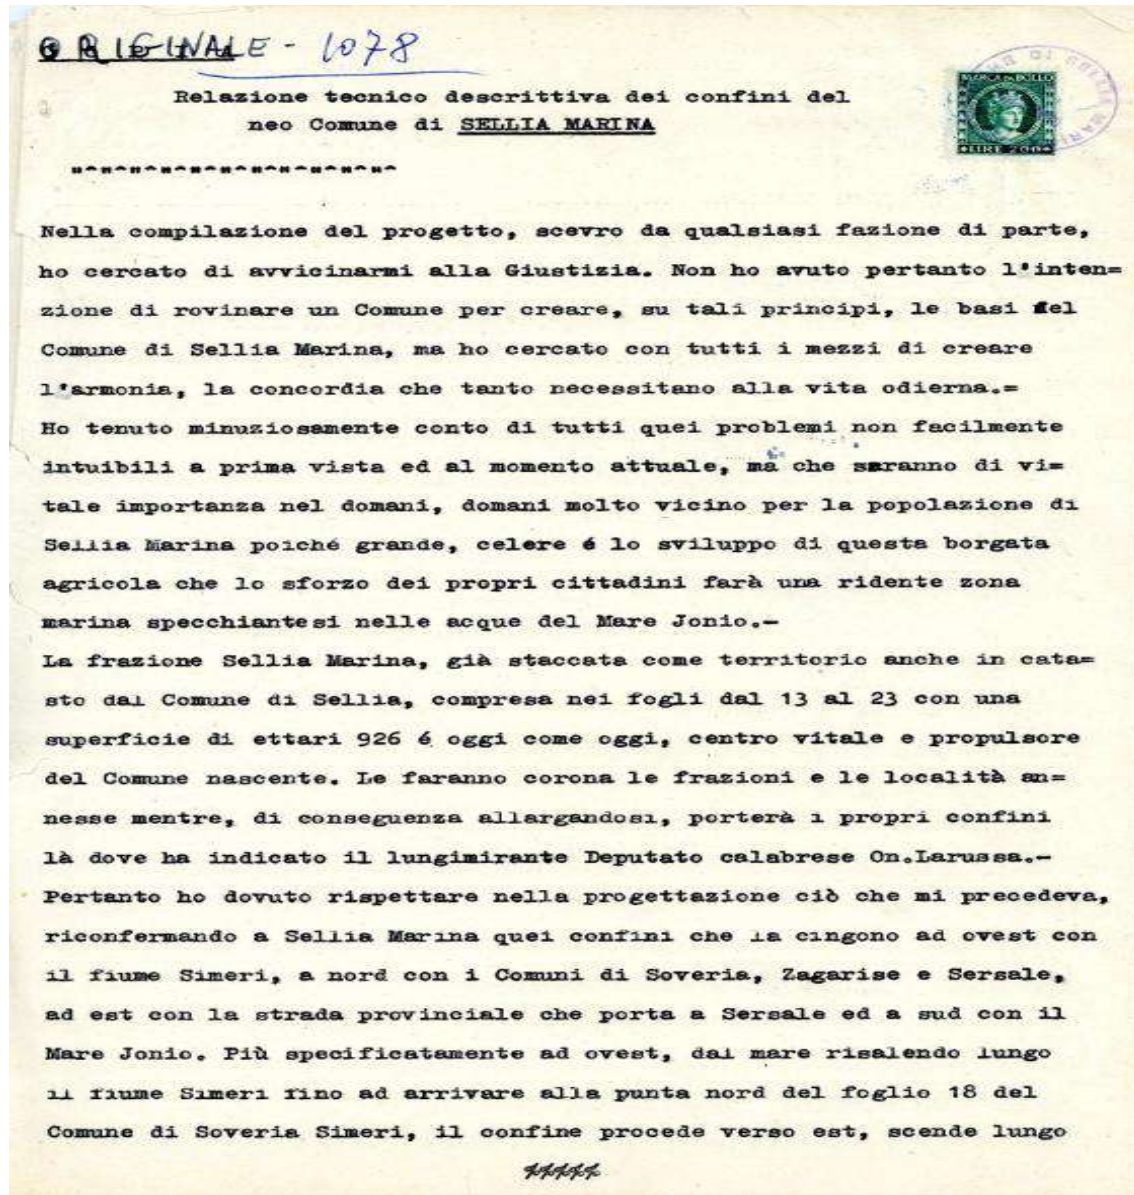 ORIGINALE - 1078
Relazione tecnico descrittiva dei confini del
neo Comune di SELLIA MARINA
MARCA DA BOLLO
LIRE 200
"^"^"^"^"^"^"^"^"^"^"^
Nella compilazione del progetto, scevro da qualsiasi fazione di parte,
ho cercato di avvicinarmi alla Giustizia. Non ho avuto pertanto l'inten=
zione di rovinare un Comune per creare, su tali principi, le basi del
Comune di Sellia Marina, ma ho cercato con tutti i mezzi di creare
l'armonia, la concordia che tanto necessitano alla vita odierna.=
Ho tenuto minuziosamente conto di tutti quei problemi non facilmente
intuibili a prima vista ed al momento attuale, ma che saranno di vi=
tale importanza nel domani, domani molto vicino per la popolazione di
Sellia Marina poiché grande, celere é lo sviluppo di questa borgata
agricola che lo sforzo dei propri cittadini farà una ridente zona
marina specchiantesi nelle acque del Mare Jonio.-
La frazione Sellia Marina, già staccata come territorio anche in cata=
sto dal Comune di Sellia, compresa nei fogli dal 13 al 23 con una
superficie di ettari 926 é oggi come oggi, centro vitale e propulsore
del Comune nascente. Le faranno corona le frazioni e le località an=
nesse mentre, di conseguenza allargandosi, porterà i propri confini
là dove ha indicato il lungimirante Deputato calabrese On.Larussa.-
Pertanto ho dovuto rispettare nella progettazione ciò che mi precedeva,
riconfermando a Sellia Marina quei confini che la cingono ad ovest con
il fiume Simeri, a nord con i Comuni di Soveria, Zagarise e Sersale,
ad est con la strada provinciale che porta a Sersale ed a sud con il
Mare Jonio. Più specificatamente ad ovest, dal mare risalendo lungo
il fiume Simeri fino ad arrivare alla punta nord del foglio 18 del
Comune di Soveria Simeri, il confine procede verso est, scende lungo